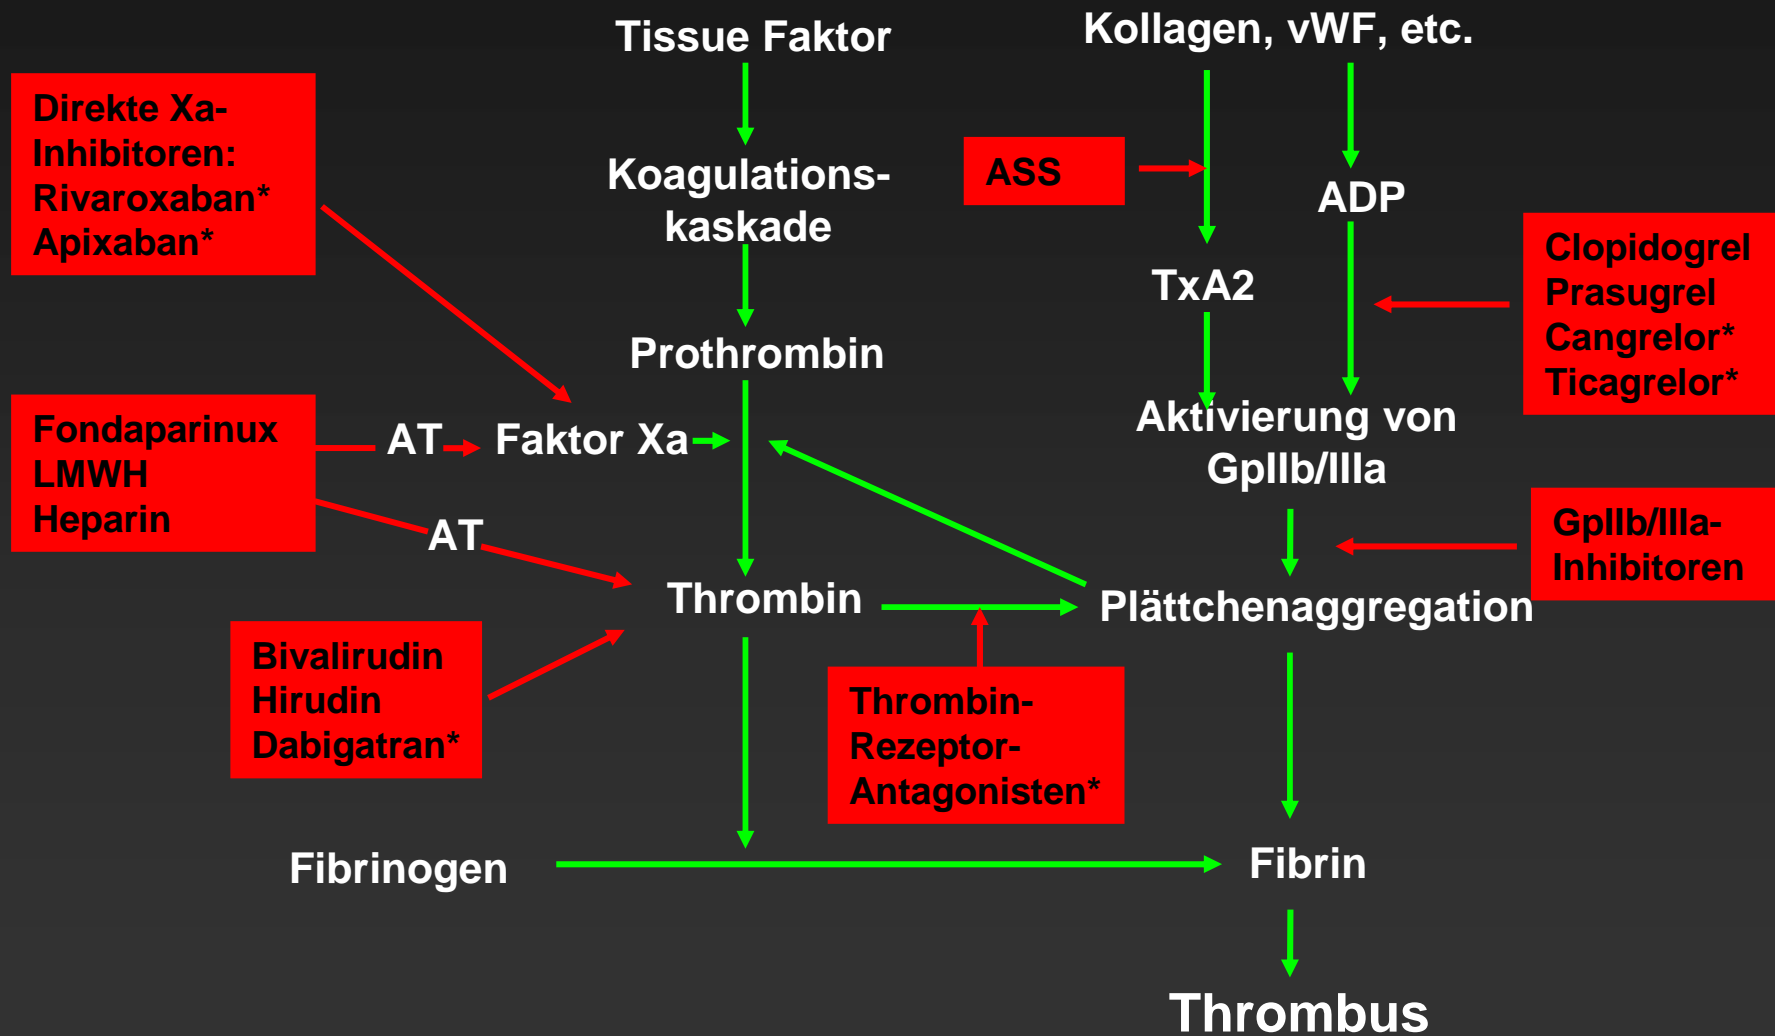 Tissue Faktor
Kollagen, vWF, etc.
Direkte Xa-
Inhibitoren:
Rivaroxaban*
Apixaban*
Koagulations-
kaskade
ASS
ADP
TxA2
Clopidogrel
Prasugrel
Cangrelor*
Ticagrelor*
Prothrombin
Fondaparinux
LMWH
Heparin
AT
Faktor Xa
AT
Aktivierung von
GpIIb/IIIa
GpIIb/IIIa-
Inhibitoren
Thrombin
Plättchenaggregation
Bivalirudin
Hirudin
Dabigatran*
Thrombin-
Rezeptor-
Antagonisten*
Fibrinogen
Fibrin
Thrombus